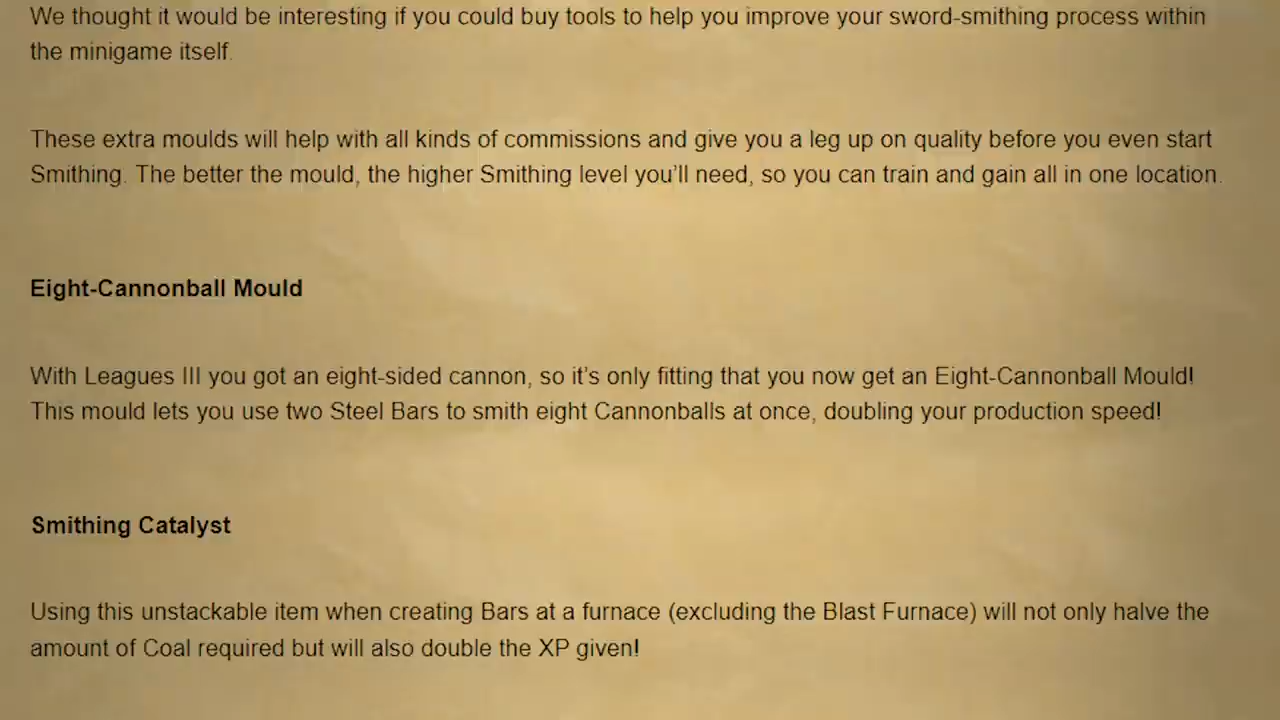 We thought it would be interesting if you could buy tools to help you improve your sword-smithing process within
the minigame itself.
These extra moulds will help with all kinds of commissions and give you a leg up on quality before you even start
Smithing. The better the mould, the higher Smithing level you'll need, so you can train and gain all in one location.
Eight-Cannonball Mould
With Leagues III you got an eight-sided cannon, so it's only fitting that you now get an Eight-Cannonball Mould!
This mould lets you use two Steel Bars to smith eight Cannonballs at once, doubling your production speed!
Smithing Catalyst
Using this unstackable item when creating Bars at a furnace (excluding the Blast Furnace) will not only halve the
amount of Coal required but will also double the XP given!